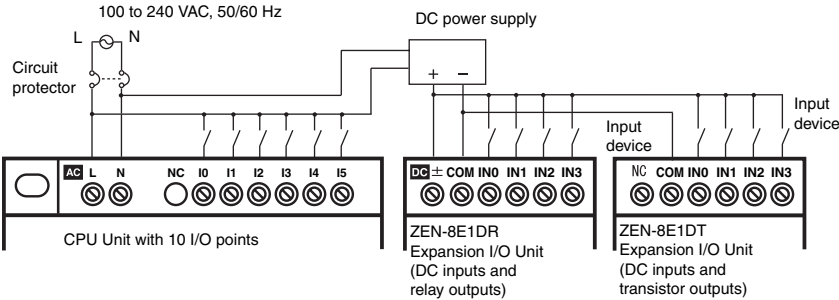 100 to 240 VAC, 50/60 Hz
L N
DC power supply
Circuit
protector
+ −
Input
device
Input
device
AC L N NC I0 I1 I2 I3 I4 I5
DC ± COM IN0 IN1 IN2 IN3
NC COM IN0 IN1 IN2 IN3
CPU Unit with 10 I/O points
ZEN-8E1DR
Expansion I/O Unit
(DC inputs and
relay outputs)
ZEN-8E1DT
Expansion I/O Unit
(DC inputs and
transistor outputs)